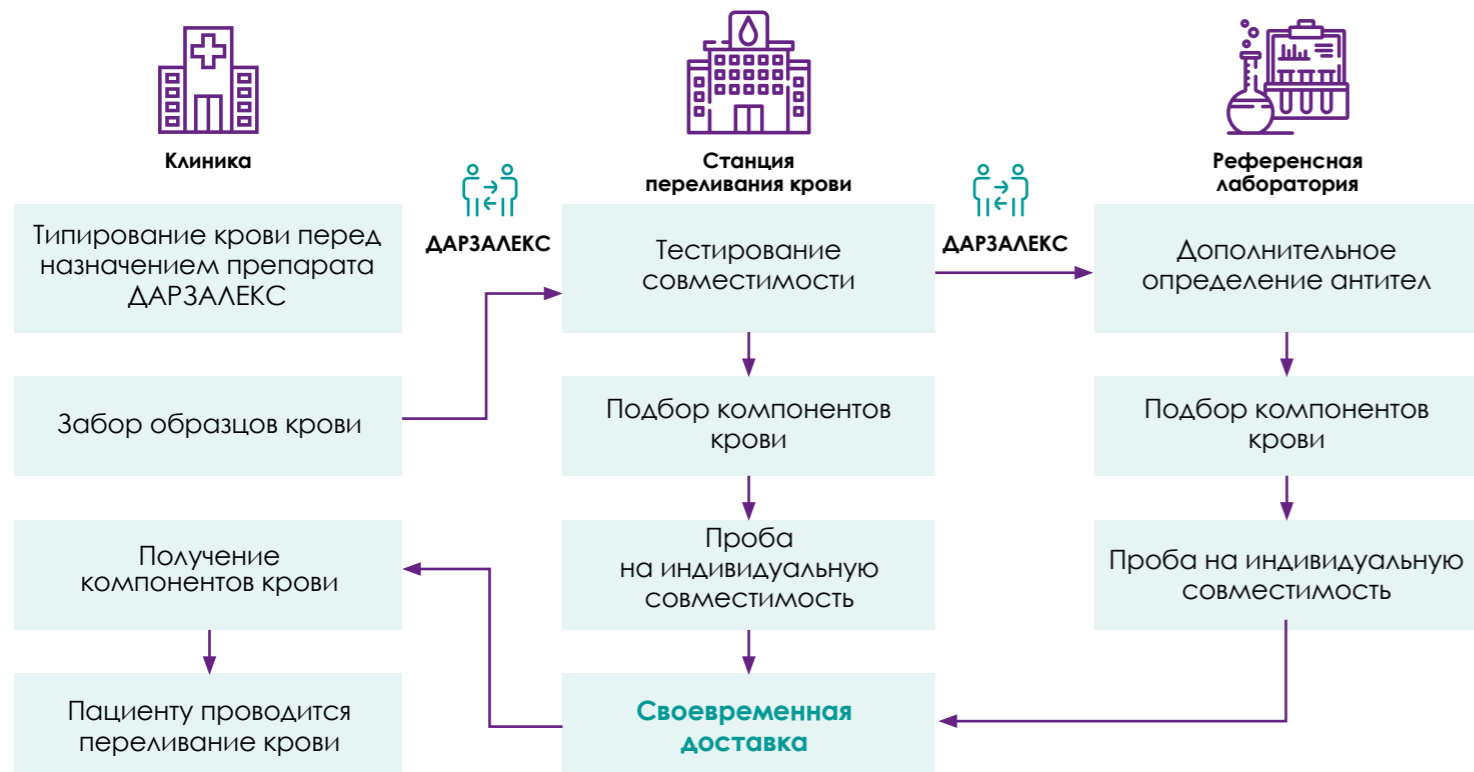 Клиника
Станция
переливания крови
Референсная
лаборатория
ДАРЗАЛЕКС
ДАРЗАЛЕКС
Типирование крови перед
назначением препарата
ДАРЗАЛЕКС
Тестирование
совместимости
Дополнительное
определение антител
Забор образцов крови
Подбор компонентов
крови
Подбор компонентов
крови
Получение
компонентов крови
Проба
на индивидуальную
совместимость
Проба на индивидуальную
совместимость
Пациенту проводится
переливание крови
Своевременная
доставка